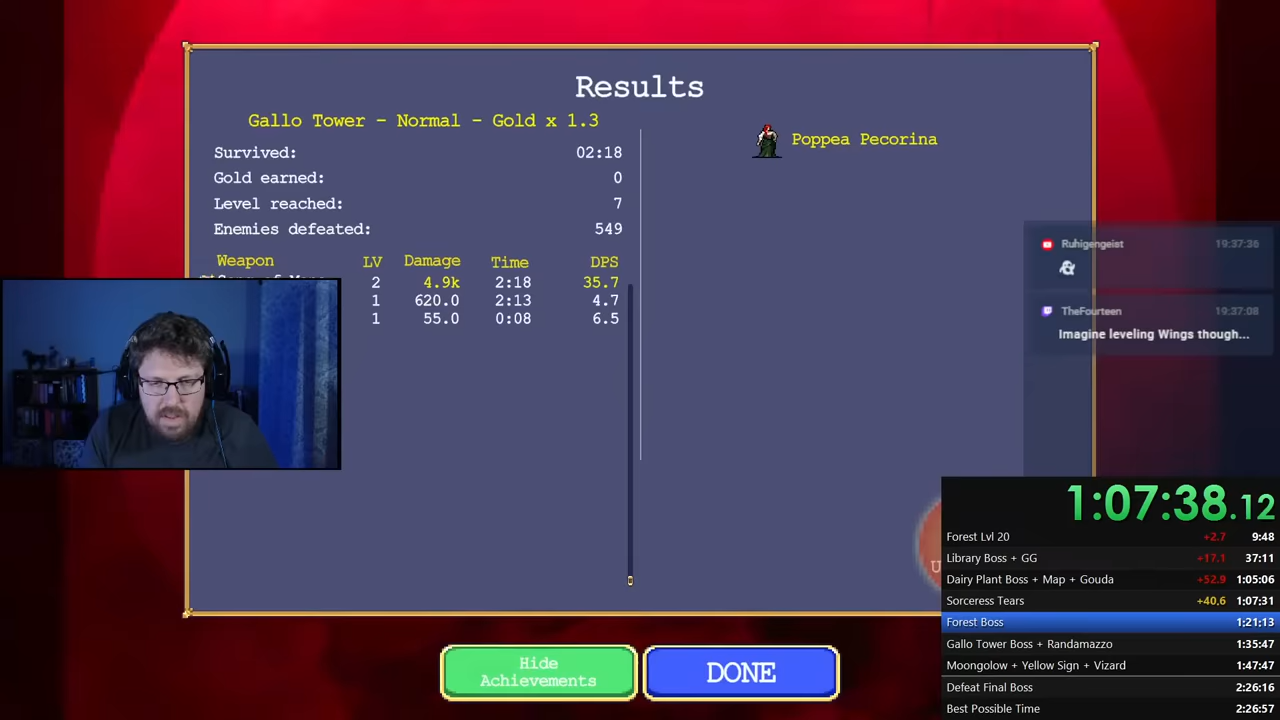 Results
Gallo Tower - Normal - Gold x 1.3
Survived: 02:18
Gold earned: 0
Level reached: 7
Enemies defeated: 549
Weapon LV Damage Time DPS
2 4.9k 2:18 35.7
1 620.0 2:13 4.7
1 55.0 0:08 6.5
Poppea Pecorina
Ruhigengeist 19:37:36
TheFourteen 19:37:08
Imagine leveling Wings though...
Hide
Achievements
DONE
1:07:38.12
Forest Lvl 20 +2.7 9:48
Library Boss + GG +17.1 37:11
Dairy Plant Boss + Map + Gouda +52.9 1:05:06
Sorceress Tears +40,6 1:07:31
Forest Boss 1:21:13
Gallo Tower Boss + Randamazzo 1:35:47
Moongolow + Yellow Sign + Vizard 1:47:47
Defeat Final Boss 2:26:16
Best Possible Time 2:26:57